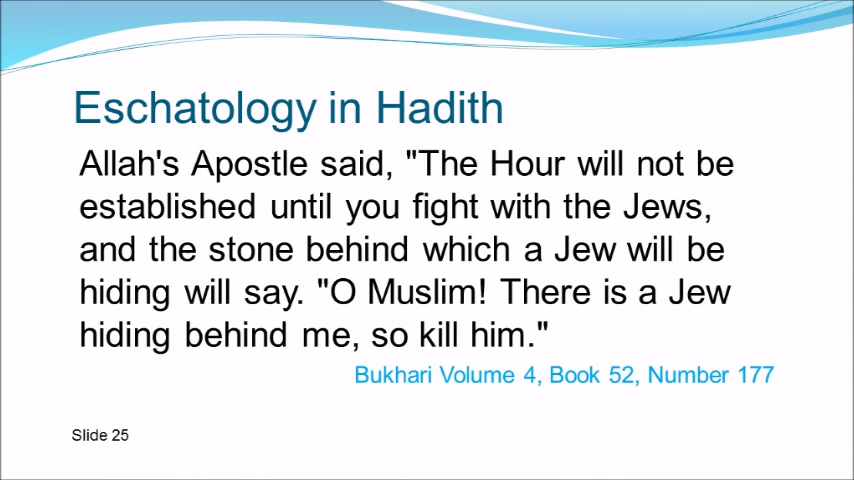 Eschatology in Hadith
Allah's Apostle said, "The Hour will not be
established until you fight with the Jews,
and the stone behind which a Jew will be
hiding will say. "O Muslim! There is a Jew
hiding behind me, so kill him."
Bukhari Volume 4, Book 52, Number 177
Slide 25